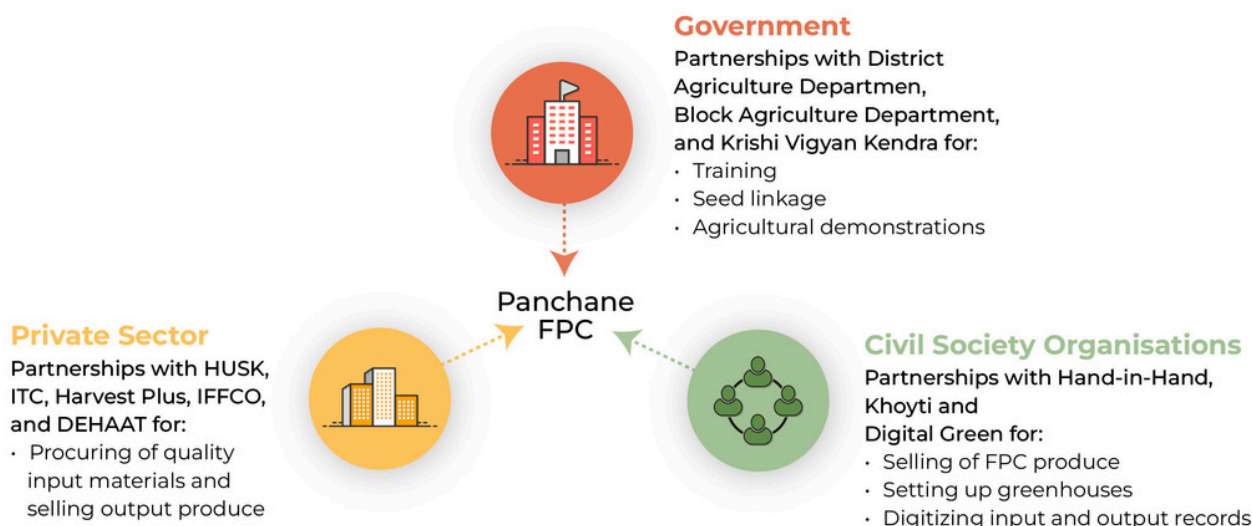 Government
Partnerships with District
Agriculture Departmen,
Block Agriculture Department,
and Krishi Vigyan Kendra for:
· Training
· Seed linkage
· Agricultural demonstrations
Panchane
FPC
Private Sector
Partnerships with HUSK,
ITC, Harvest Plus, IFFCO,
and DEHAAT for:
· Procuring of quality
input materials and
selling output produce
Civil Society Organisations
Partnerships with Hand-in-Hand,
Khoyti and
Digital Green for:
· Selling of FPC produce
· Setting up greenhouses
· Digitizing input and output records